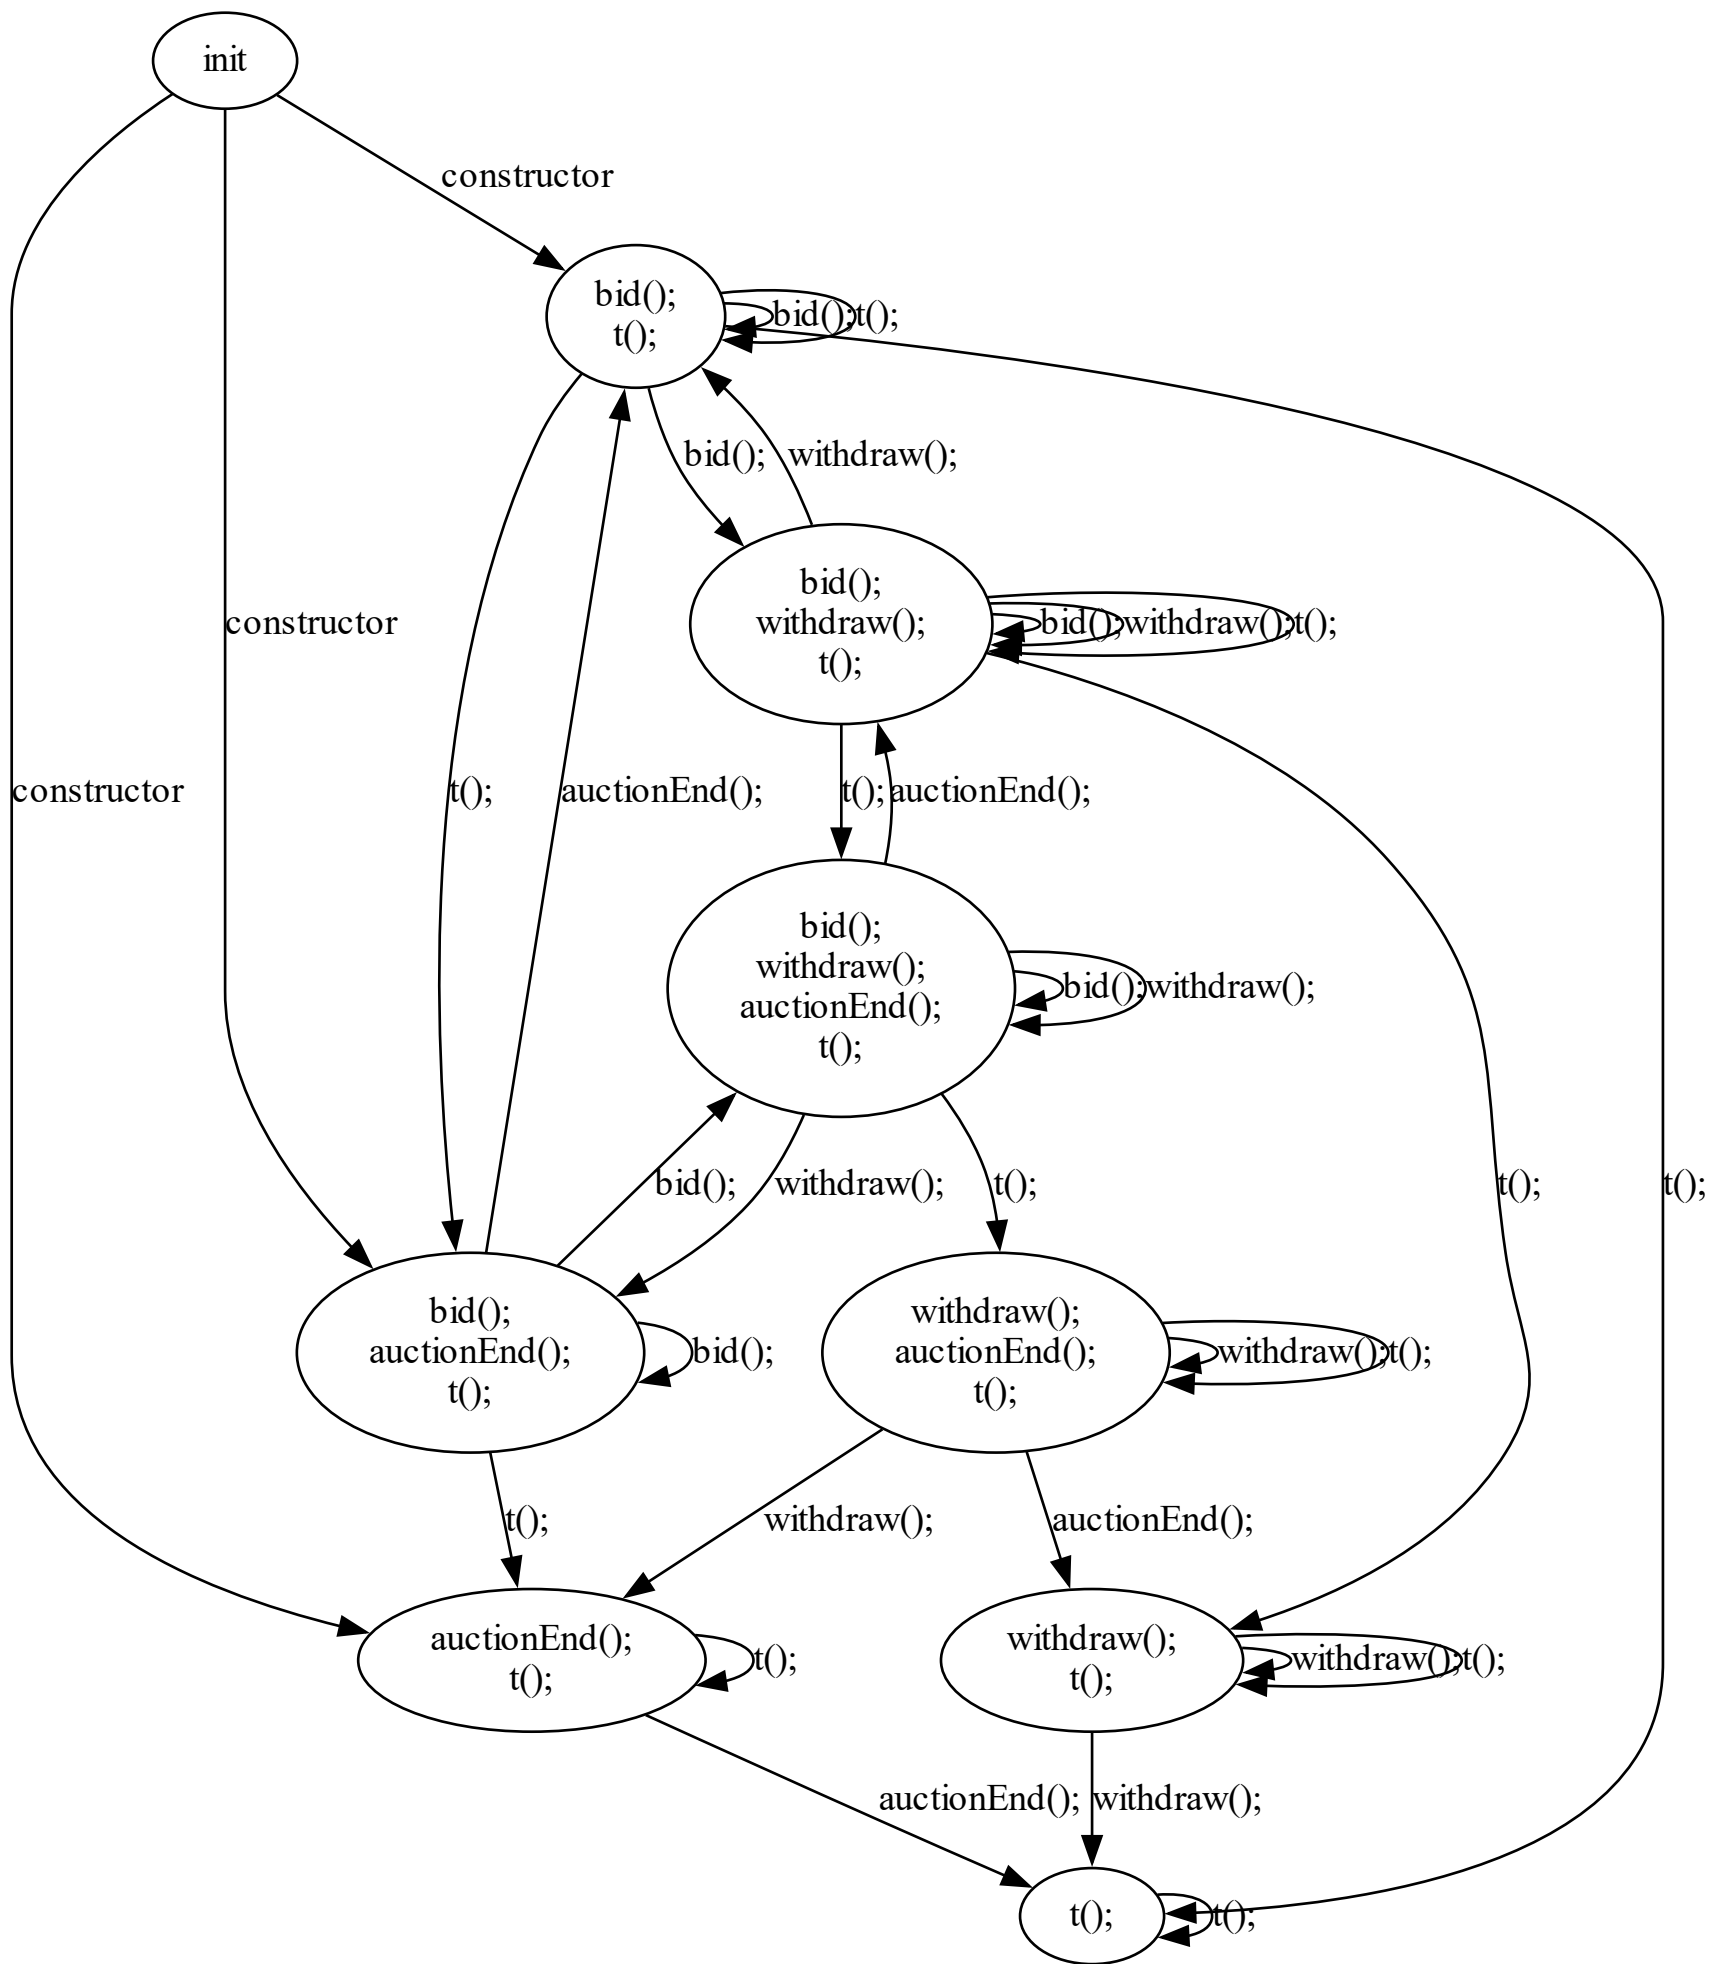 init
constructor
bid();
t();
bid();
t();
bid();
withdraw();
bid();
withdraw();
t();
bid();
withdraw();
t();
constructor
constructor
t();
auctionEnd();
t();
auctionEnd();
bid();
withdraw();
auctionEnd();
t();
bid();
withdraw();
bid();
withdraw();
t();
t();
t();
bid();
auctionEnd();
t();
bid();
withdraw();
auctionEnd();
t();
withdraw();
t();
t();
withdraw();
auctionEnd();
auctionEnd();
t();
t();
withdraw();
t();
withdraw();
t();
auctionEnd();
withdraw();
t();
t();